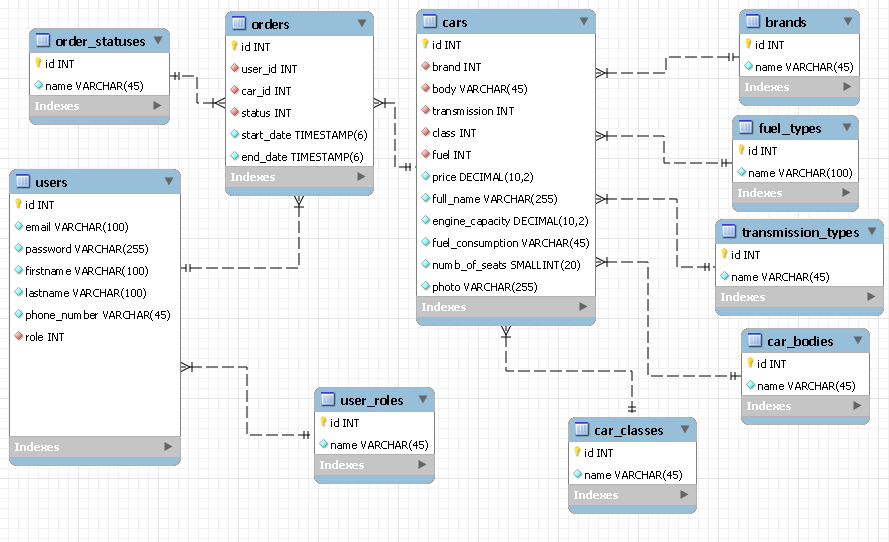 order_statuses
id INT
name VARCHAR(45)
Indexes
orders
id INT
user_id INT
car_id INT
status INT
start_date TIMESTAMP(6)
end_date TIMESTAMP(6)
Indexes
cars
id INT
brand INT
body VARCHAR(45)
transmission INT
class INT
fuel INT
price DECIMAL(10,2)
full_name VARCHAR(255)
engine_capacity DECIMAL(10,2)
fuel_consumption VARCHAR(45)
numb_of_seats SMALLINT(20)
photo VARCHAR(255)
Indexes
brands
id INT
name VARCHAR(45)
Indexes
fuel_types
id INT
name VARCHAR(100)
Indexes
transmission_types
id INT
name VARCHAR(45)
Indexes
car_bodies
id INT
name VARCHAR(45)
Indexes
users
id INT
email VARCHAR(100)
password VARCHAR(255)
firstname VARCHAR(100)
lastname VARCHAR(100)
phone_number VARCHAR(45)
role INT
Indexes
user_roles
id INT
name VARCHAR(45)
Indexes
car_classes
id INT
name VARCHAR(45)
Indexes